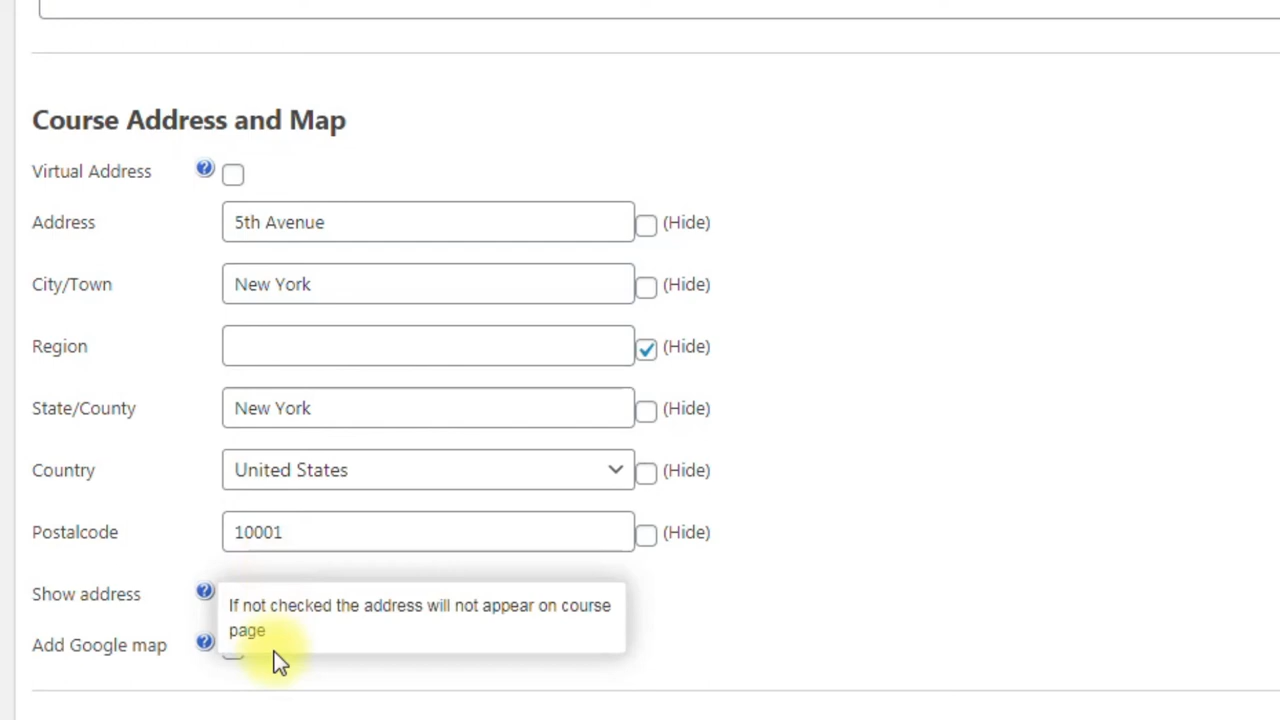 Course Address and Map
Virtual Address ?
Address 5th Avenue (Hide)
City/Town New York (Hide)
Region (Hide)
State/County New York (Hide)
Country United States (Hide)
Postalcode 10001 (Hide)
Show address ? If not checked the address will not appear on course
page
Add Google map ?